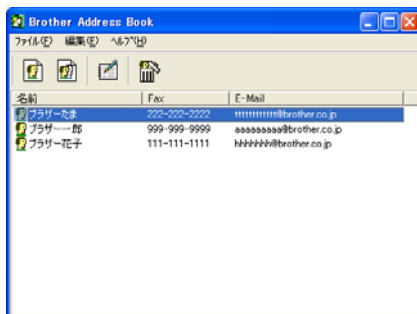 Brother Address Book
ファイル(F) 編集(E) ヘルプ(H)
名前 Fax E-Mail
ブラザーたま 222-222-2222 tttttttttttt@brother.co.jp
ブラザー一郎 999-999-9999 aaaaaaaaa@brother.co.jp
ブラザー花子 111-111-1111 hhhhhhh@brother.co.jp